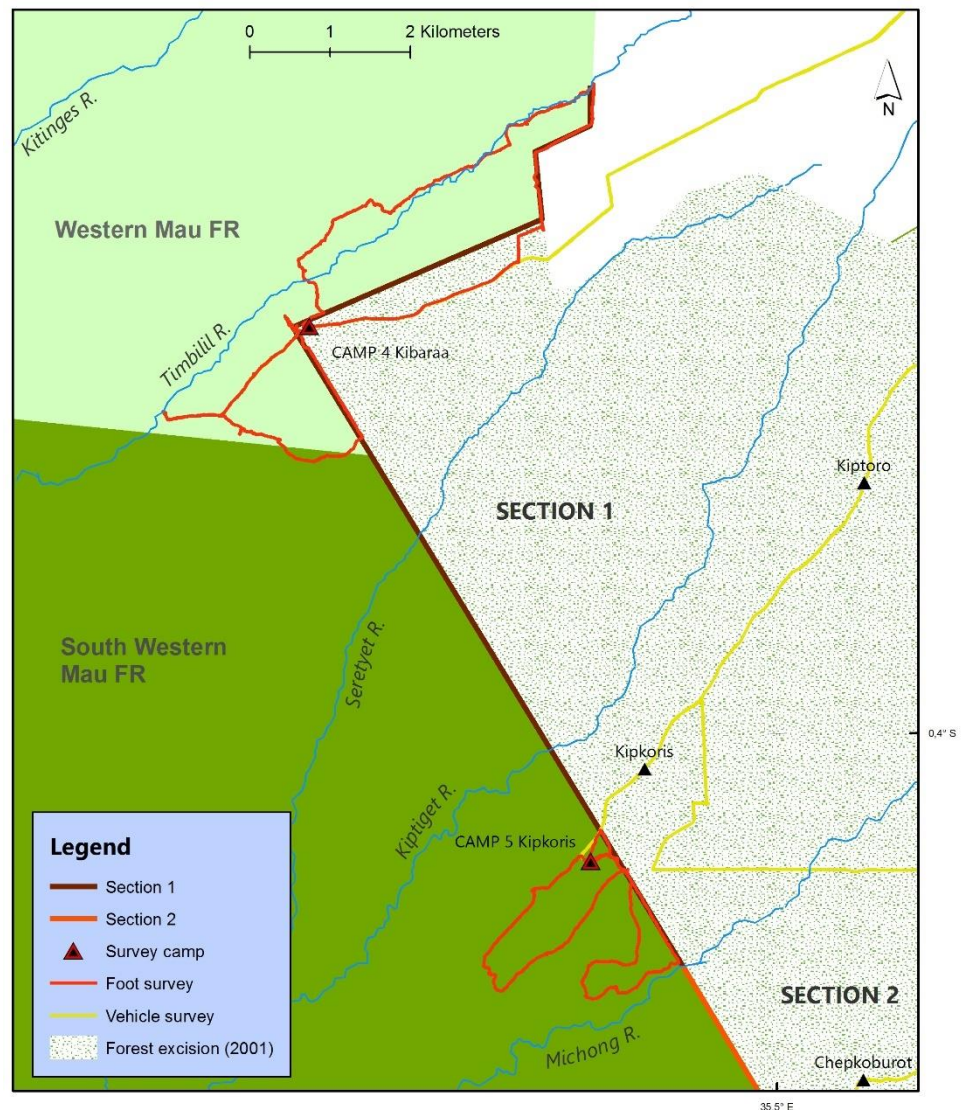 0 1 2 Kilometers
N
Kitinges R.
Western Mau FR
Timbilil R.
CAMP 4 Kibaraa
Kiptoro
SECTION 1
South Western
Mau FR
Seretyet R.
0,4° S
Kipkoris
Kiptiget R.
CAMP 5 Kipkoris
Legend
Section 1
Section 2
Survey camp
Foot survey
Vehicle survey
Forest excision (2001)
SECTION 2
Michong R.
Chepkoburot
35,5° E